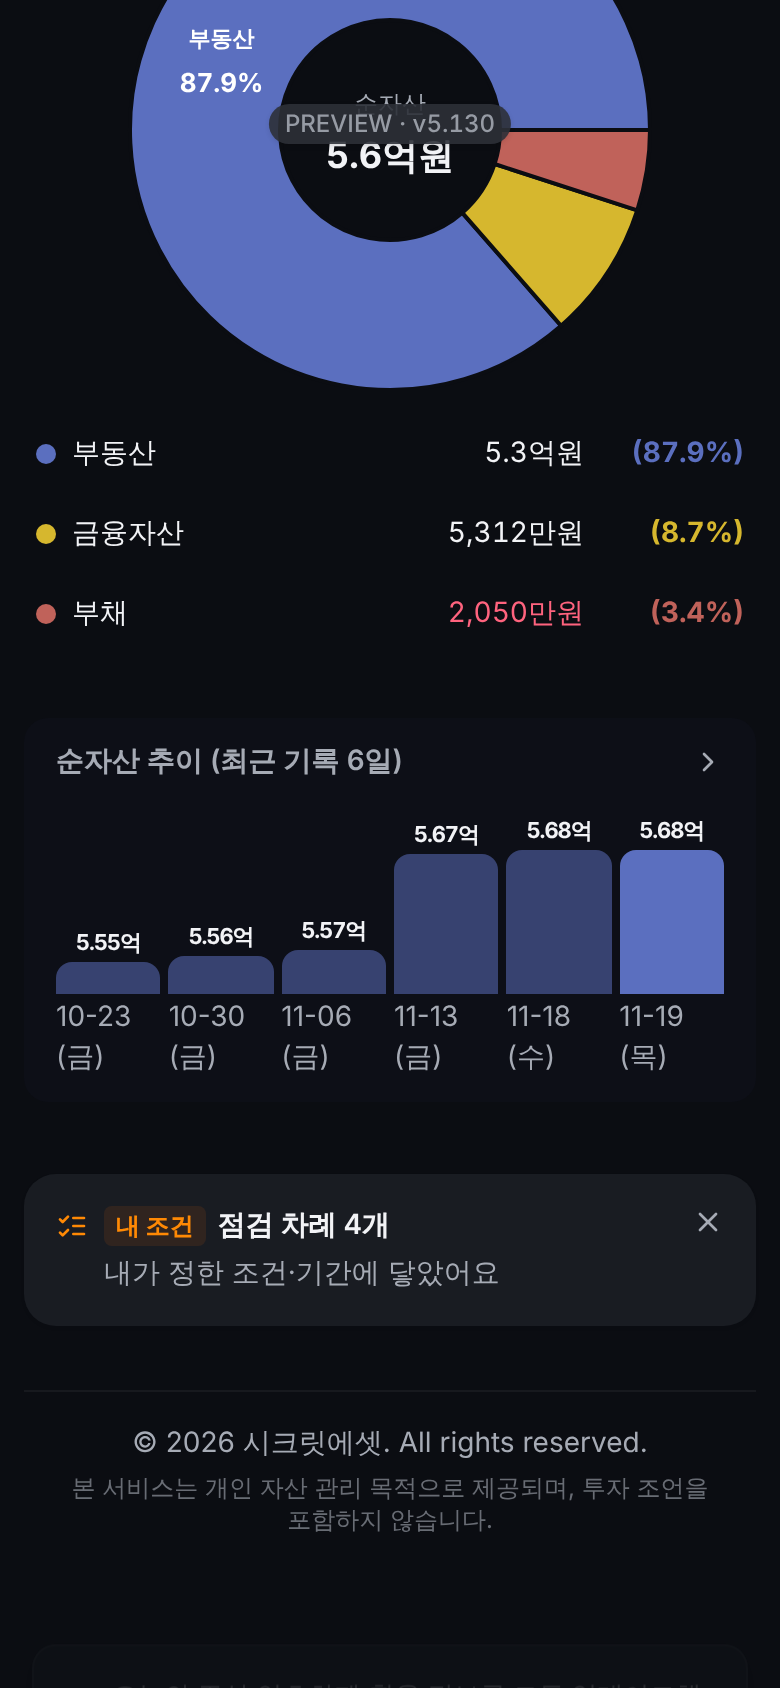 부동산
87.9%
순자산
PREVIEW · v5.130
5.6억원
부동산 5.3억원 (87.9%)
금융자산 5,312만원 (8.7%)
부채 2,050만원 (3.4%)
순자산 추이 (최근 기록 6일)
5.55억 5.56억 5.57억 5.67억 5.68억 5.68억
10-23 10-30 11-06 11-13 11-18 11-19
(금) (금) (금) (금) (수) (목)
내 조건 점검 차례 4개
내가 정한 조건·기간에 닿았어요
© 2026 시크릿에셋. All rights reserved.
본 서비스는 개인 자산 관리 목적으로 제공되며, 투자 조언을
포함하지 않습니다.